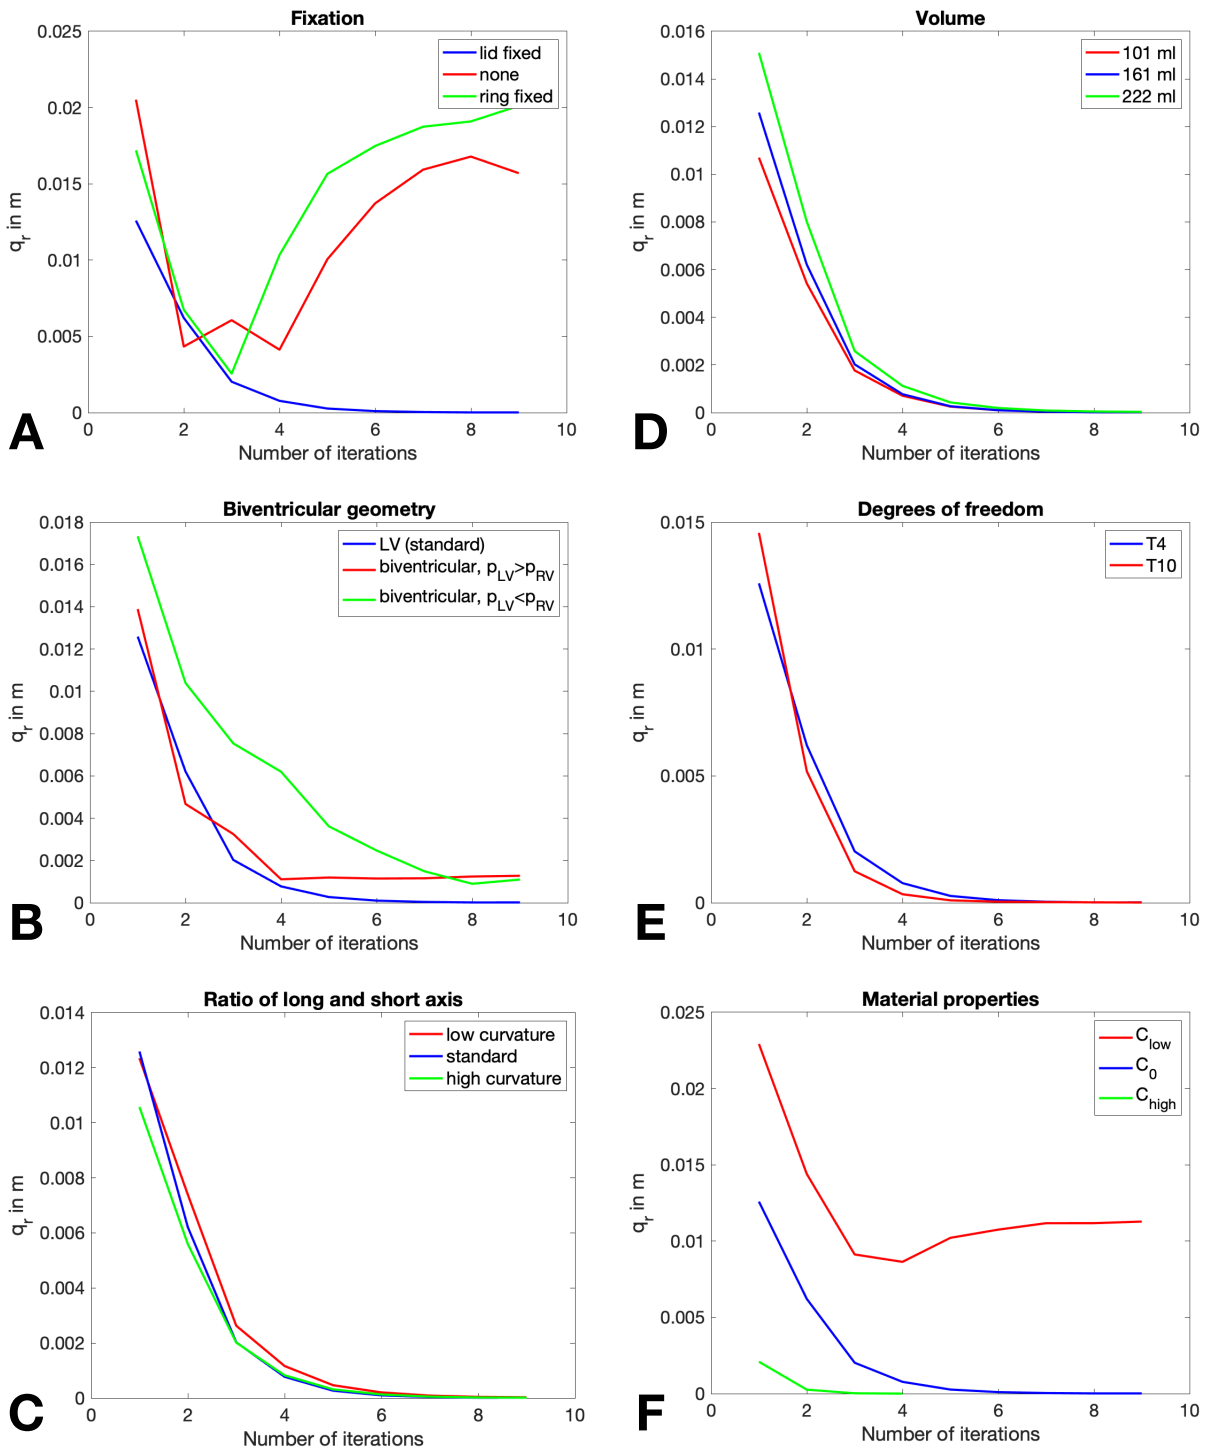 Fixation
0.025
0.02
0.015
0.01
0.005
0
q_r in m
lid fixed
none
ring fixed
0 2 4 6 8 10
Number of iterations
A
Volume
0.016
0.014
0.012
0.01
0.008
0.006
0.004
0.002
0
q_r in m
101 ml
161 ml
222 ml
0 2 4 6 8 10
Number of iterations
D
Biventricular geometry
0.018
0.016
0.014
0.012
0.01
0.008
0.006
0.004
0.002
0
q_r in m
LV (standard)
biventricular, p_LV>p_RV
biventricular, p_LV<p_RV
0 2 4 6 8 10
Number of iterations
B
Degrees of freedom
0.015
0.01
0.005
0
q_r in m
T4
T10
0 2 4 6 8 10
Number of iterations
E
Ratio of long and short axis
0.014
0.012
0.01
0.008
0.006
0.004
0.002
0
q_r in m
low curvature
standard
high curvature
0 2 4 6 8 10
Number of iterations
C
Material properties
0.025
0.02
0.015
0.01
0.005
0
q_r in m
C_low
C_0
C_high
0 2 4 6 8 10
Number of iterations
F